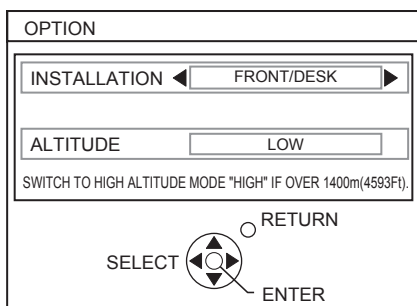 OPTION
INSTALLATION FRONT/DESK
ALTITUDE LOW
SWITCH TO HIGH ALTITUDE MODE "HIGH" IF OVER 1400m(4593Ft).
RETURN
SELECT
ENTER